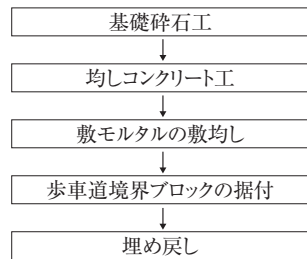 基礎砕石工
均しコンクリート工
敷モルタルの敷均し
歩車道境界ブロックの据付
埋め戻し